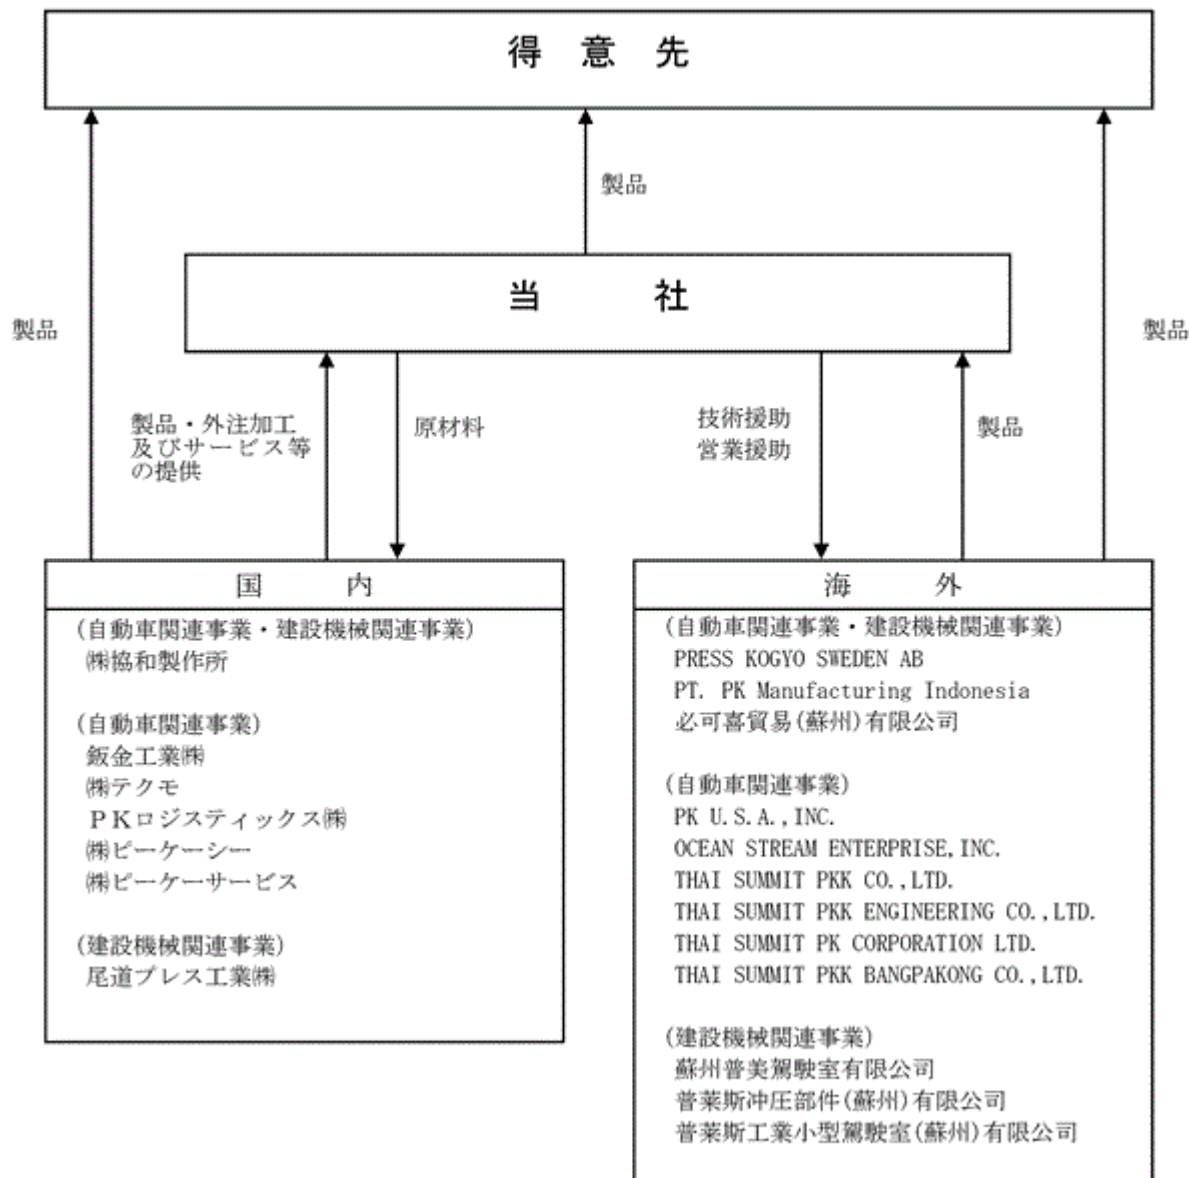 得 意 先
製品
当 社
製品
製品
製品・外注加工
及びサービス等
の提供
原材料
技術援助
営業援助
製品
国 内
(自動車関連事業・建設機械関連事業)
㈱協和製作所
(自動車関連事業)
鈑金工業㈱
㈱テクモ
PKロジスティックス㈱
㈱ピーケーシー
㈱ピーケーサービス
(建設機械関連事業)
尾道プレス工業㈱
海 外
(自動車関連事業・建設機械関連事業)
PRESS KOGYO SWEDEN AB
PT. PK Manufacturing Indonesia
必可喜貿易(蘇州)有限公司
(自動車関連事業)
PK U.S.A.,INC.
OCEAN STREAM ENTERPRISE,INC.
THAI SUMMIT PKK CO.,LTD.
THAI SUMMIT PKK ENGINEERING CO.,LTD.
THAI SUMMIT PK CORPORATION LTD.
THAI SUMMIT PKK BANGPAKONG CO.,LTD.
(建設機械関連事業)
蘇州普美駕駛室有限公司
普莱斯冲圧部件(蘇州)有限公司
普莱斯工業小型駕駛室(蘇州)有限公司